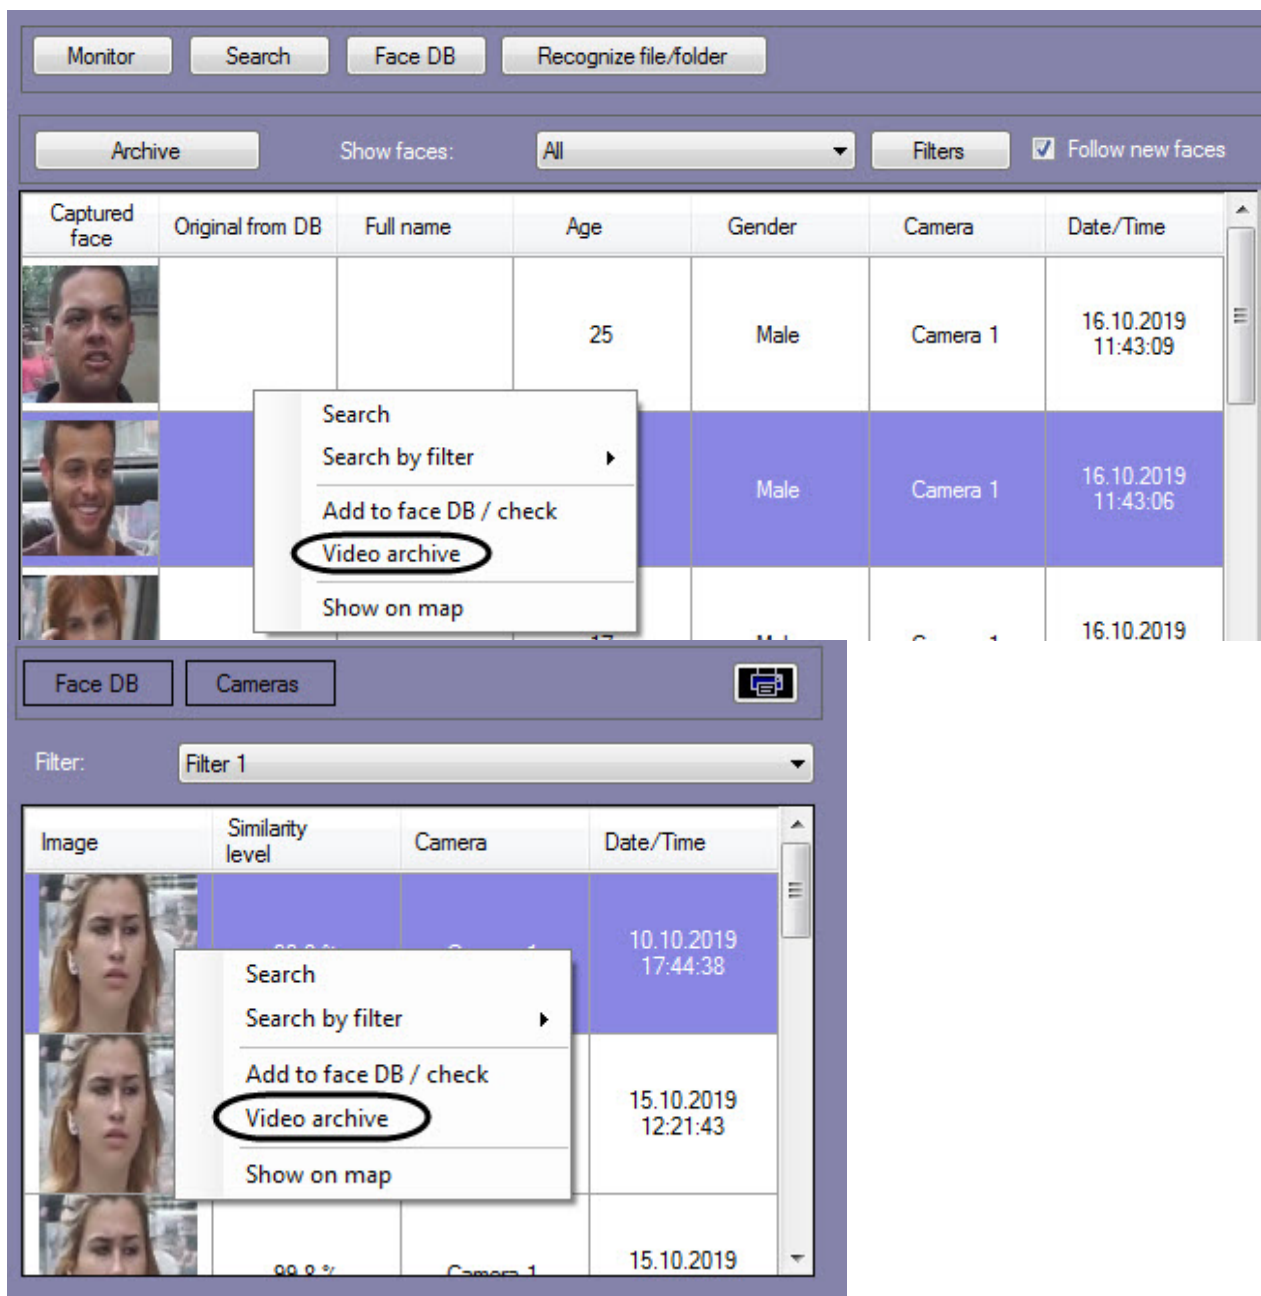 Monitor Search Face DB Recognize file/folder
Archive Show faces: All Filters Follow new faces
Captured face Original from DB Full name Age Gender Camera Date/Time
25 Male Camera 1 16.10.2019 11:43:09
Search
Search by filter
Male Camera 1 16.10.2019 11:43:06
Add to face DB / check
Video archive
Show on map
16.10.2019
Face DB Cameras
Filter: Filter 1
Image Similarity level Camera Date/Time
10.10.2019 17:44:38
Search
Search by filter
Add to face DB / check
Video archive
Show on map
15.10.2019 12:21:43
99.8 % Camera 1 15.10.2019